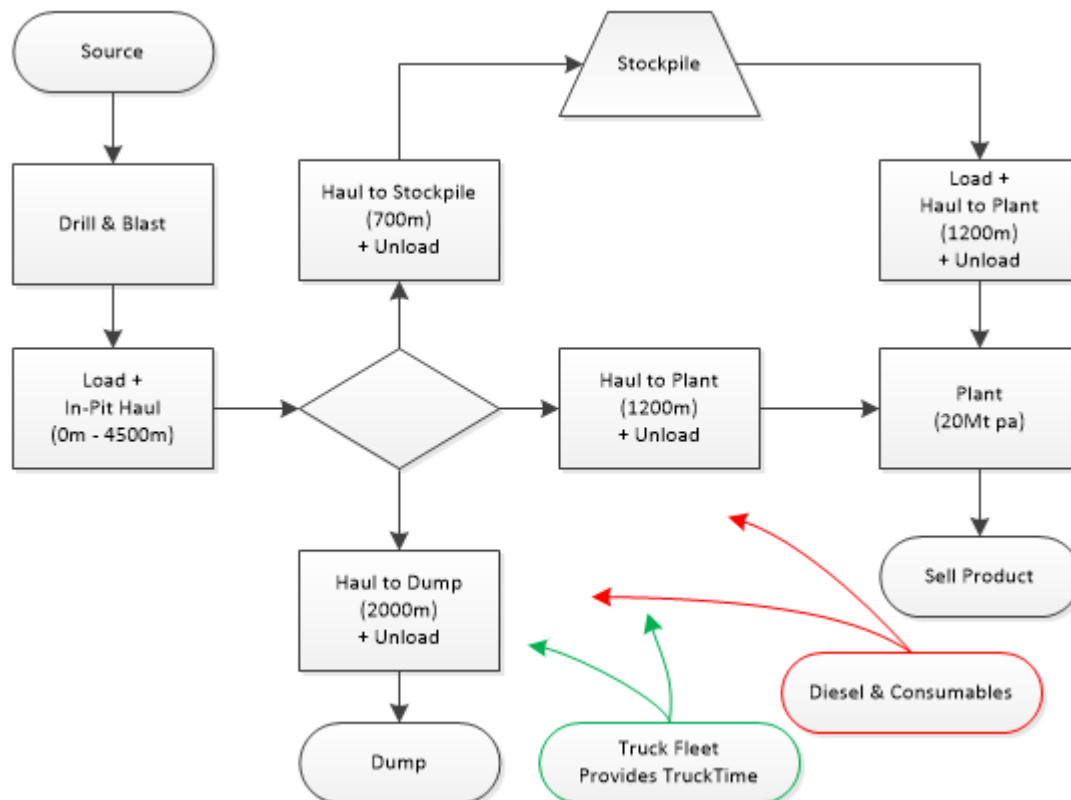 Source
Stockpile
Drill & Blast
Haul to Stockpile
(700m)
+ Unload
Load +
Haul to Plant
(1200m)
+ Unload
Load +
In-Pit Haul
(0m - 4500m)
Haul to Plant
(1200m)
+ Unload
Plant
(20Mt pa)
Haul to Dump
(2000m)
+ Unload
Sell Product
Diesel & Consumables
Dump
Truck Fleet
Provides TruckTime